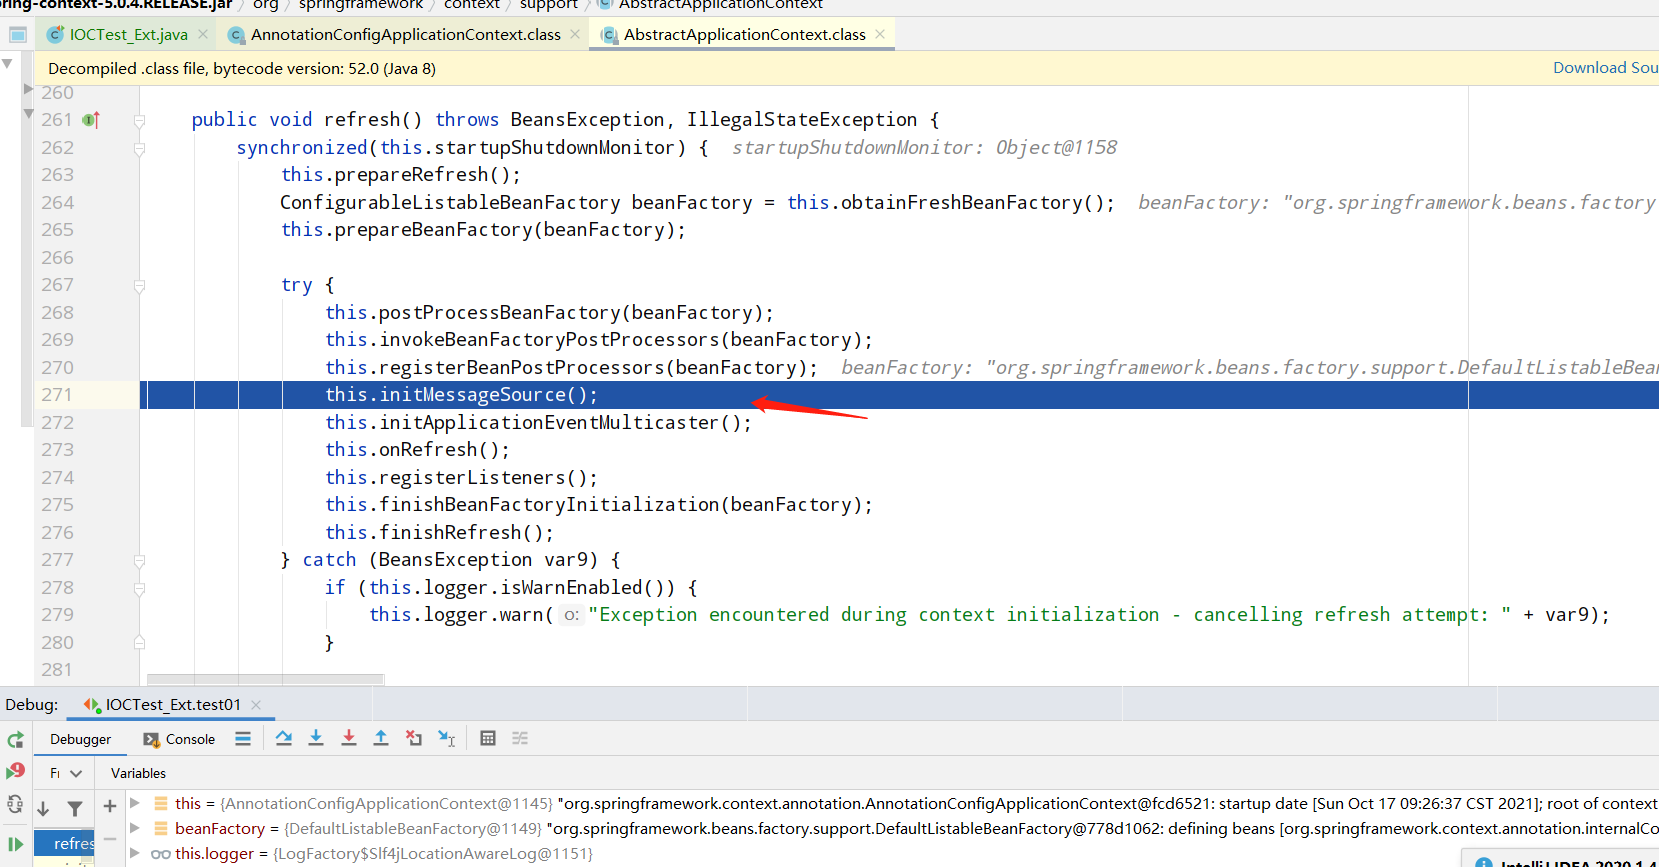 ring-context-5.0.4.RELEASE.jar org springframework context support AbstractApplicationContext
IOCTest_Ext.java AnnotationConfigApplicationContext.class AbstractApplicationContext.class
Decompiled .class file, bytecode version: 52.0 (Java 8) Download Sou
260
261 public void refresh() throws BeansException, IllegalStateException {
262 synchronized(this.startupShutdownMonitor) { startupShutdownMonitor: Object@1158
263 this.prepareRefresh();
264 ConfigurableListableBeanFactory beanFactory = this.obtainFreshBeanFactory(); beanFactory: "org.springframework.beans.factory
265 this.prepareBeanFactory(beanFactory);
266
267 try {
268 this.postProcessBeanFactory(beanFactory);
269 this.invokeBeanFactoryPostProcessors(beanFactory);
270 this.registerBeanPostProcessors(beanFactory); beanFactory: "org.springframework.beans.factory.support.DefaultListableBean
271 this.initMessageSource();
272 this.initApplicationEventMulticaster();
273 this.onRefresh();
274 this.registerListeners();
275 this.finishBeanFactoryInitialization(beanFactory);
276 this.finishRefresh();
277 } catch (BeansException var9) {
278 if (this.logger.isWarnEnabled()) {
279 this.logger.warn( o: "Exception encountered during context initialization - cancelling refresh attempt: " + var9);
280 }
281
Debug: IOCTest_Ext.test01
Debugger Console
Fr Variables
this = {AnnotationConfigApplicationContext@1145} "org.springframework.context.annotation.AnnotationConfigApplicationContext@fcd6521: startup date [Sun Oct 17 09:26:37 CST 2021]; root of context
beanFactory = {DefaultListableBeanFactory@1149} "org.springframework.beans.factory.support.DefaultListableBeanFactory@778d1062: defining beans [org.springframework.context.annotation.internalCo
refres this.logger = {LogFactory$Slf4jLocationAwareLog@1151}
IntelliJ IDEA 2020.1.4